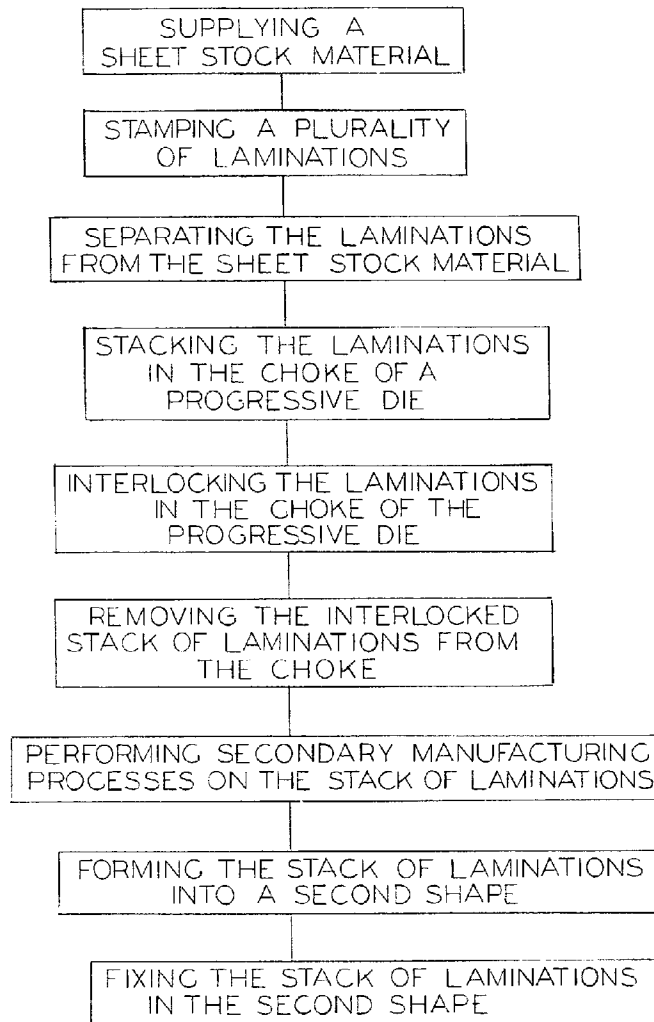 SUPPLYING A
SHEET STOCK MATERIAL
STAMPING A PLURALITY
OF LAMINATIONS
SEPARATING THE LAMINATIONS
FROM THE SHEET STOCK MATERIAL
STACKING THE LAMINATIONS
IN THE CHOKE OF A
PROGRESSIVE DIE
INTERLOCKING THE LAMINATIONS
IN THE CHOKE OF THE
PROGRESSIVE DIE
REMOVING THE INTERLOCKED
STACK OF LAMINATIONS FROM
THE CHOKE
PERFORMING SECONDARY MANUFACTURING
PROCESSES ON THE STACK OF LAMINATIONS
FORMING THE STACK OF LAMINATIONS
INTO A SECOND SHAPE
FIXING THE STACK OF LAMINATIONS
IN THE SECOND SHAPE